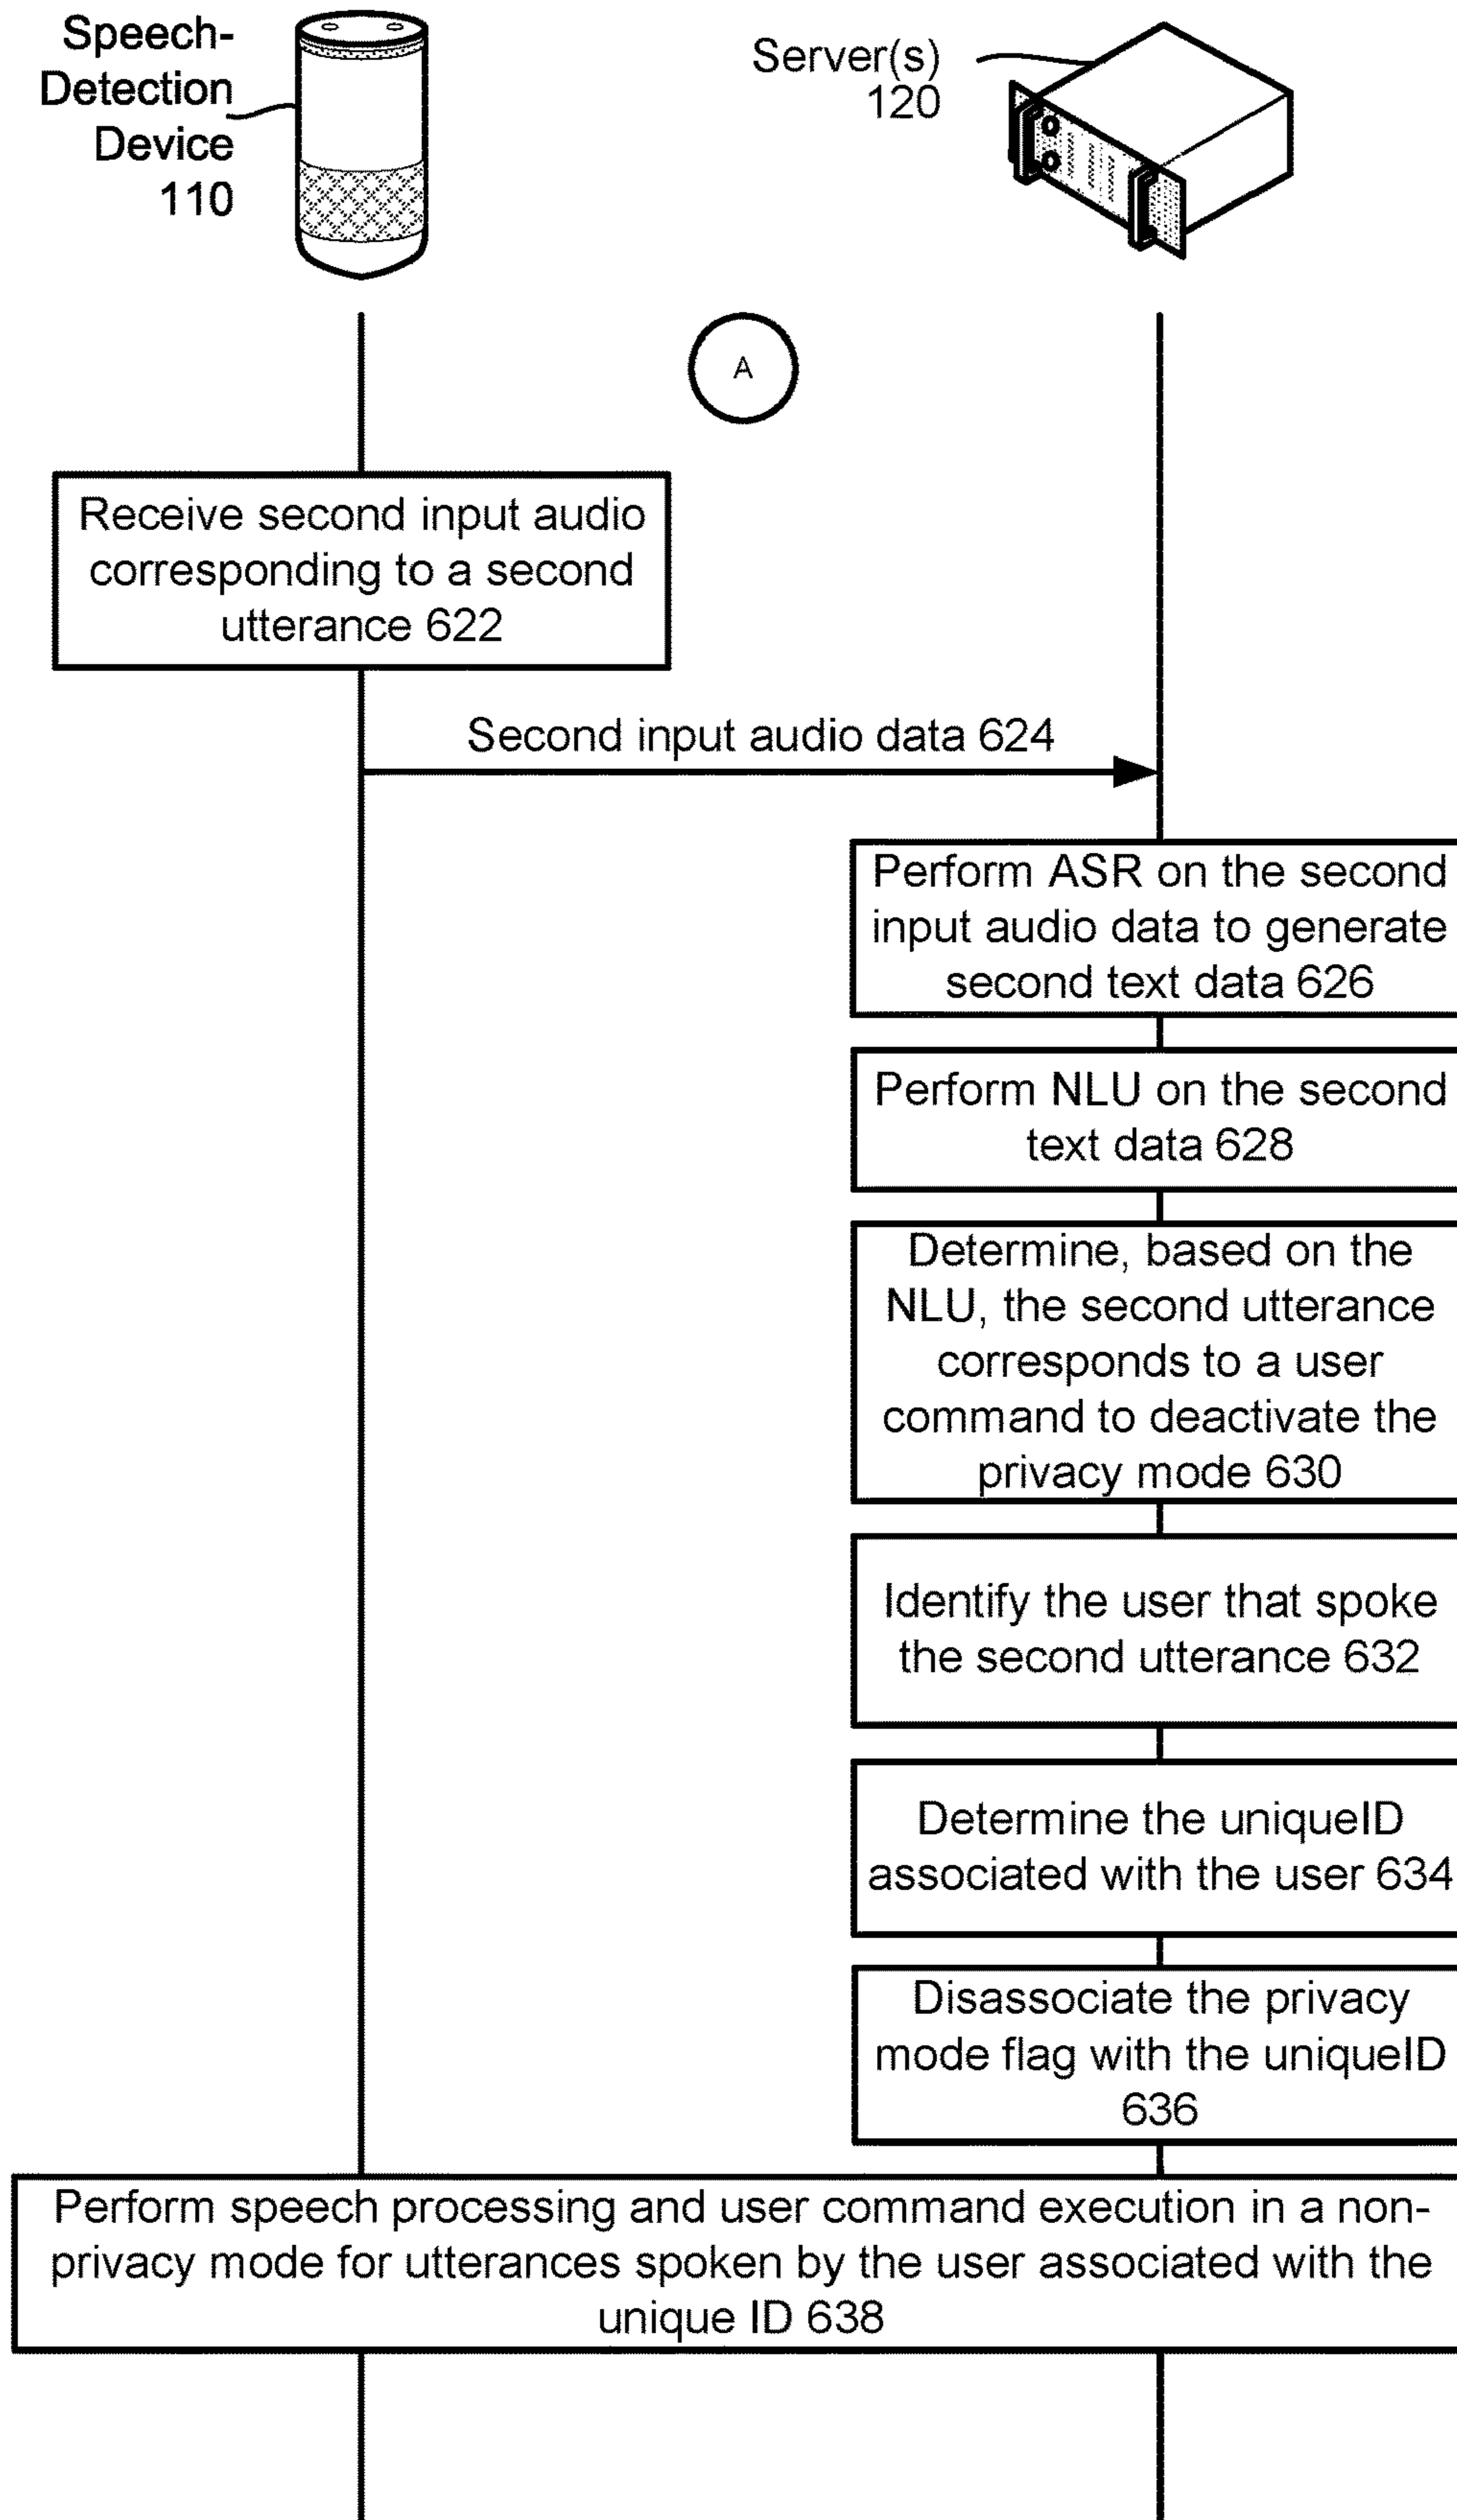 Speech-
Detection
Device
110
Server(s)
120
A
Receive second input audio
corresponding to a second
utterance 622
Second input audio data 624
Perform ASR on the second
input audio data to generate
second text data 626
Perform NLU on the second
text data 628
Determine, based on the
NLU, the second utterance
corresponds to a user
command to deactivate the
privacy mode 630
Identify the user that spoke
the second utterance 632
Determine the uniqueID
associated with the user 634
Disassociate the privacy
mode flag with the uniqueID
636
Perform speech processing and user command execution in a non-
privacy mode for utterances spoken by the user associated with the
unique ID 638